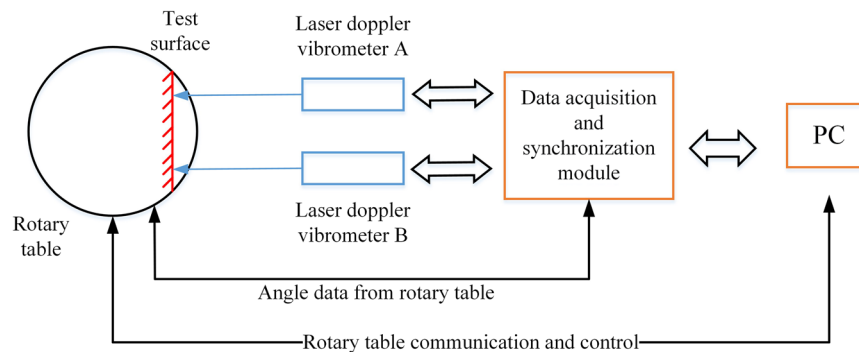 Test
surface
Laser doppler
vibrometer A
Data acquisition
and
synchronization
module
PC
Laser doppler
vibrometer B
Rotary
table
Angle data from rotary table
Rotary table communication and control